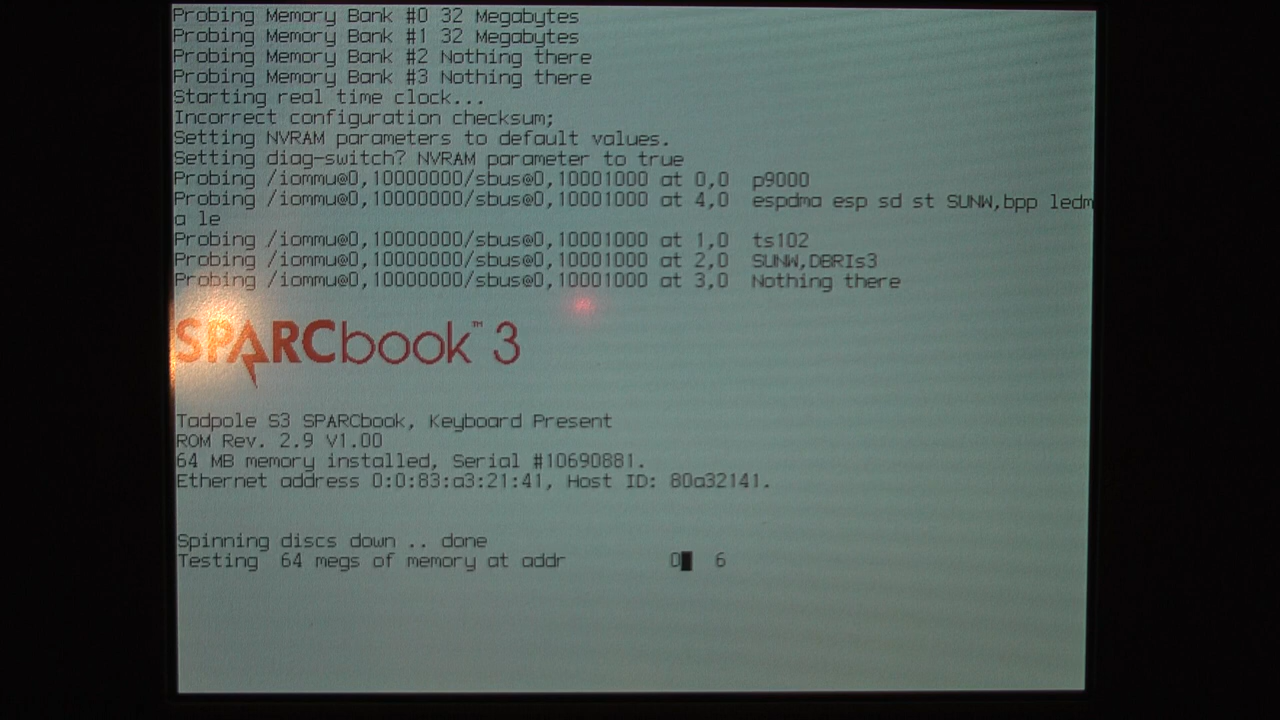 Probing Memory Bank #0 32 Megabytes
Probing Memory Bank #1 32 Megabytes
Probing Memory Bank #2 Nothing there
Probing Memory Bank #3 Nothing there
Starting real time clock...
Incorrect configuration checksum;
Setting NVRAM parameters to default values.
Setting diag-switch? NVRAM parameter to true
Probing /iommu@0,10000000/sbus@0,10001000 at 0,0  p9000
Probing /iommu@0,10000000/sbus@0,10001000 at 4,0  espdma esp sd st SUNW,bpp ledm
a le
Probing /iommu@0,10000000/sbus@0,10001000 at 1,0  ts102
Probing /iommu@0,10000000/sbus@0,10001000 at 2,0  SUNW,DBRIs3
Probing /iommu@0,10000000/sbus@0,10001000 at 3,0  Nothing there
SPARCbook™ 3
Tadpole S3 SPARCbook, Keyboard Present
ROM Rev. 2.9 V1.00
64 MB memory installed, Serial #10690881.
Ethernet address 0:0:83:a3:21:41, Host ID: 80a32141.
Spinning discs down .. done
Testing  64 megs of memory at addr            0   6